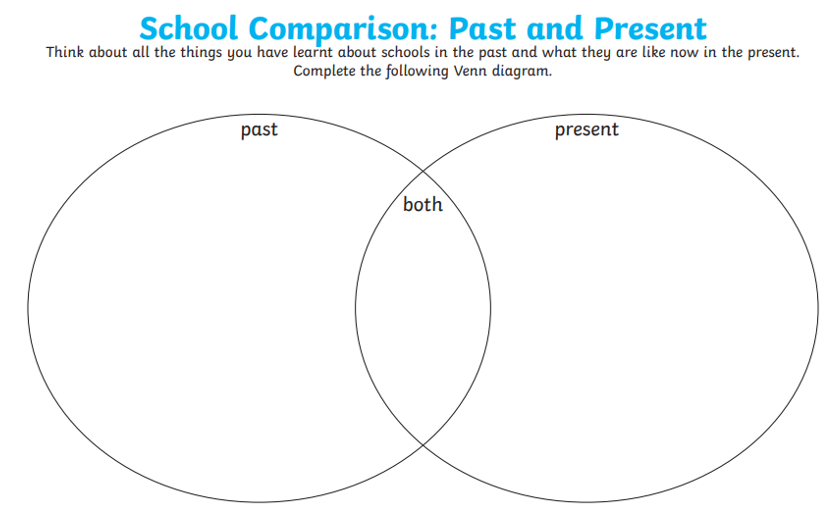 School Comparison: Past and Present
Think about all the things you have learnt about schools in the past and what they are like now in the present.
Complete the following Venn diagram.
past
present
both